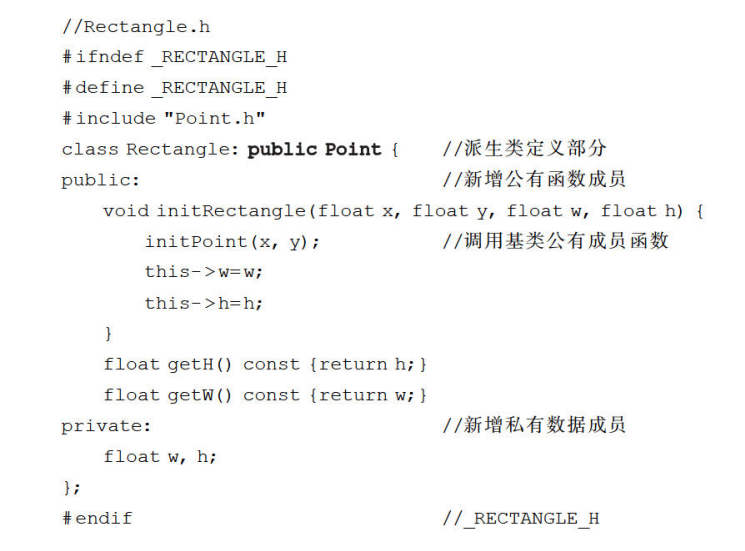 //Rectangle.h
#ifndef _RECTANGLE_H
#define _RECTANGLE_H
#include "Point.h"
class Rectangle: public Point { //派生类定义部分
public: //新增公有函数成员
void initRectangle(float x, float y, float w, float h) {
initPoint(x, y); //调用基类公有成员函数
this->w=w;
this->h=h;
}
float getH() const {return h;}
float getW() const {return w;}
private: //新增私有数据成员
float w, h;
};
#endif //_RECTANGLE_H